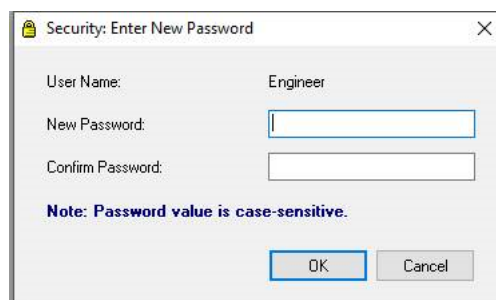 Security: Enter New Password
User Name: Engineer
New Password:
Confirm Password:
Note: Password value is case-sensitive.
OK Cancel